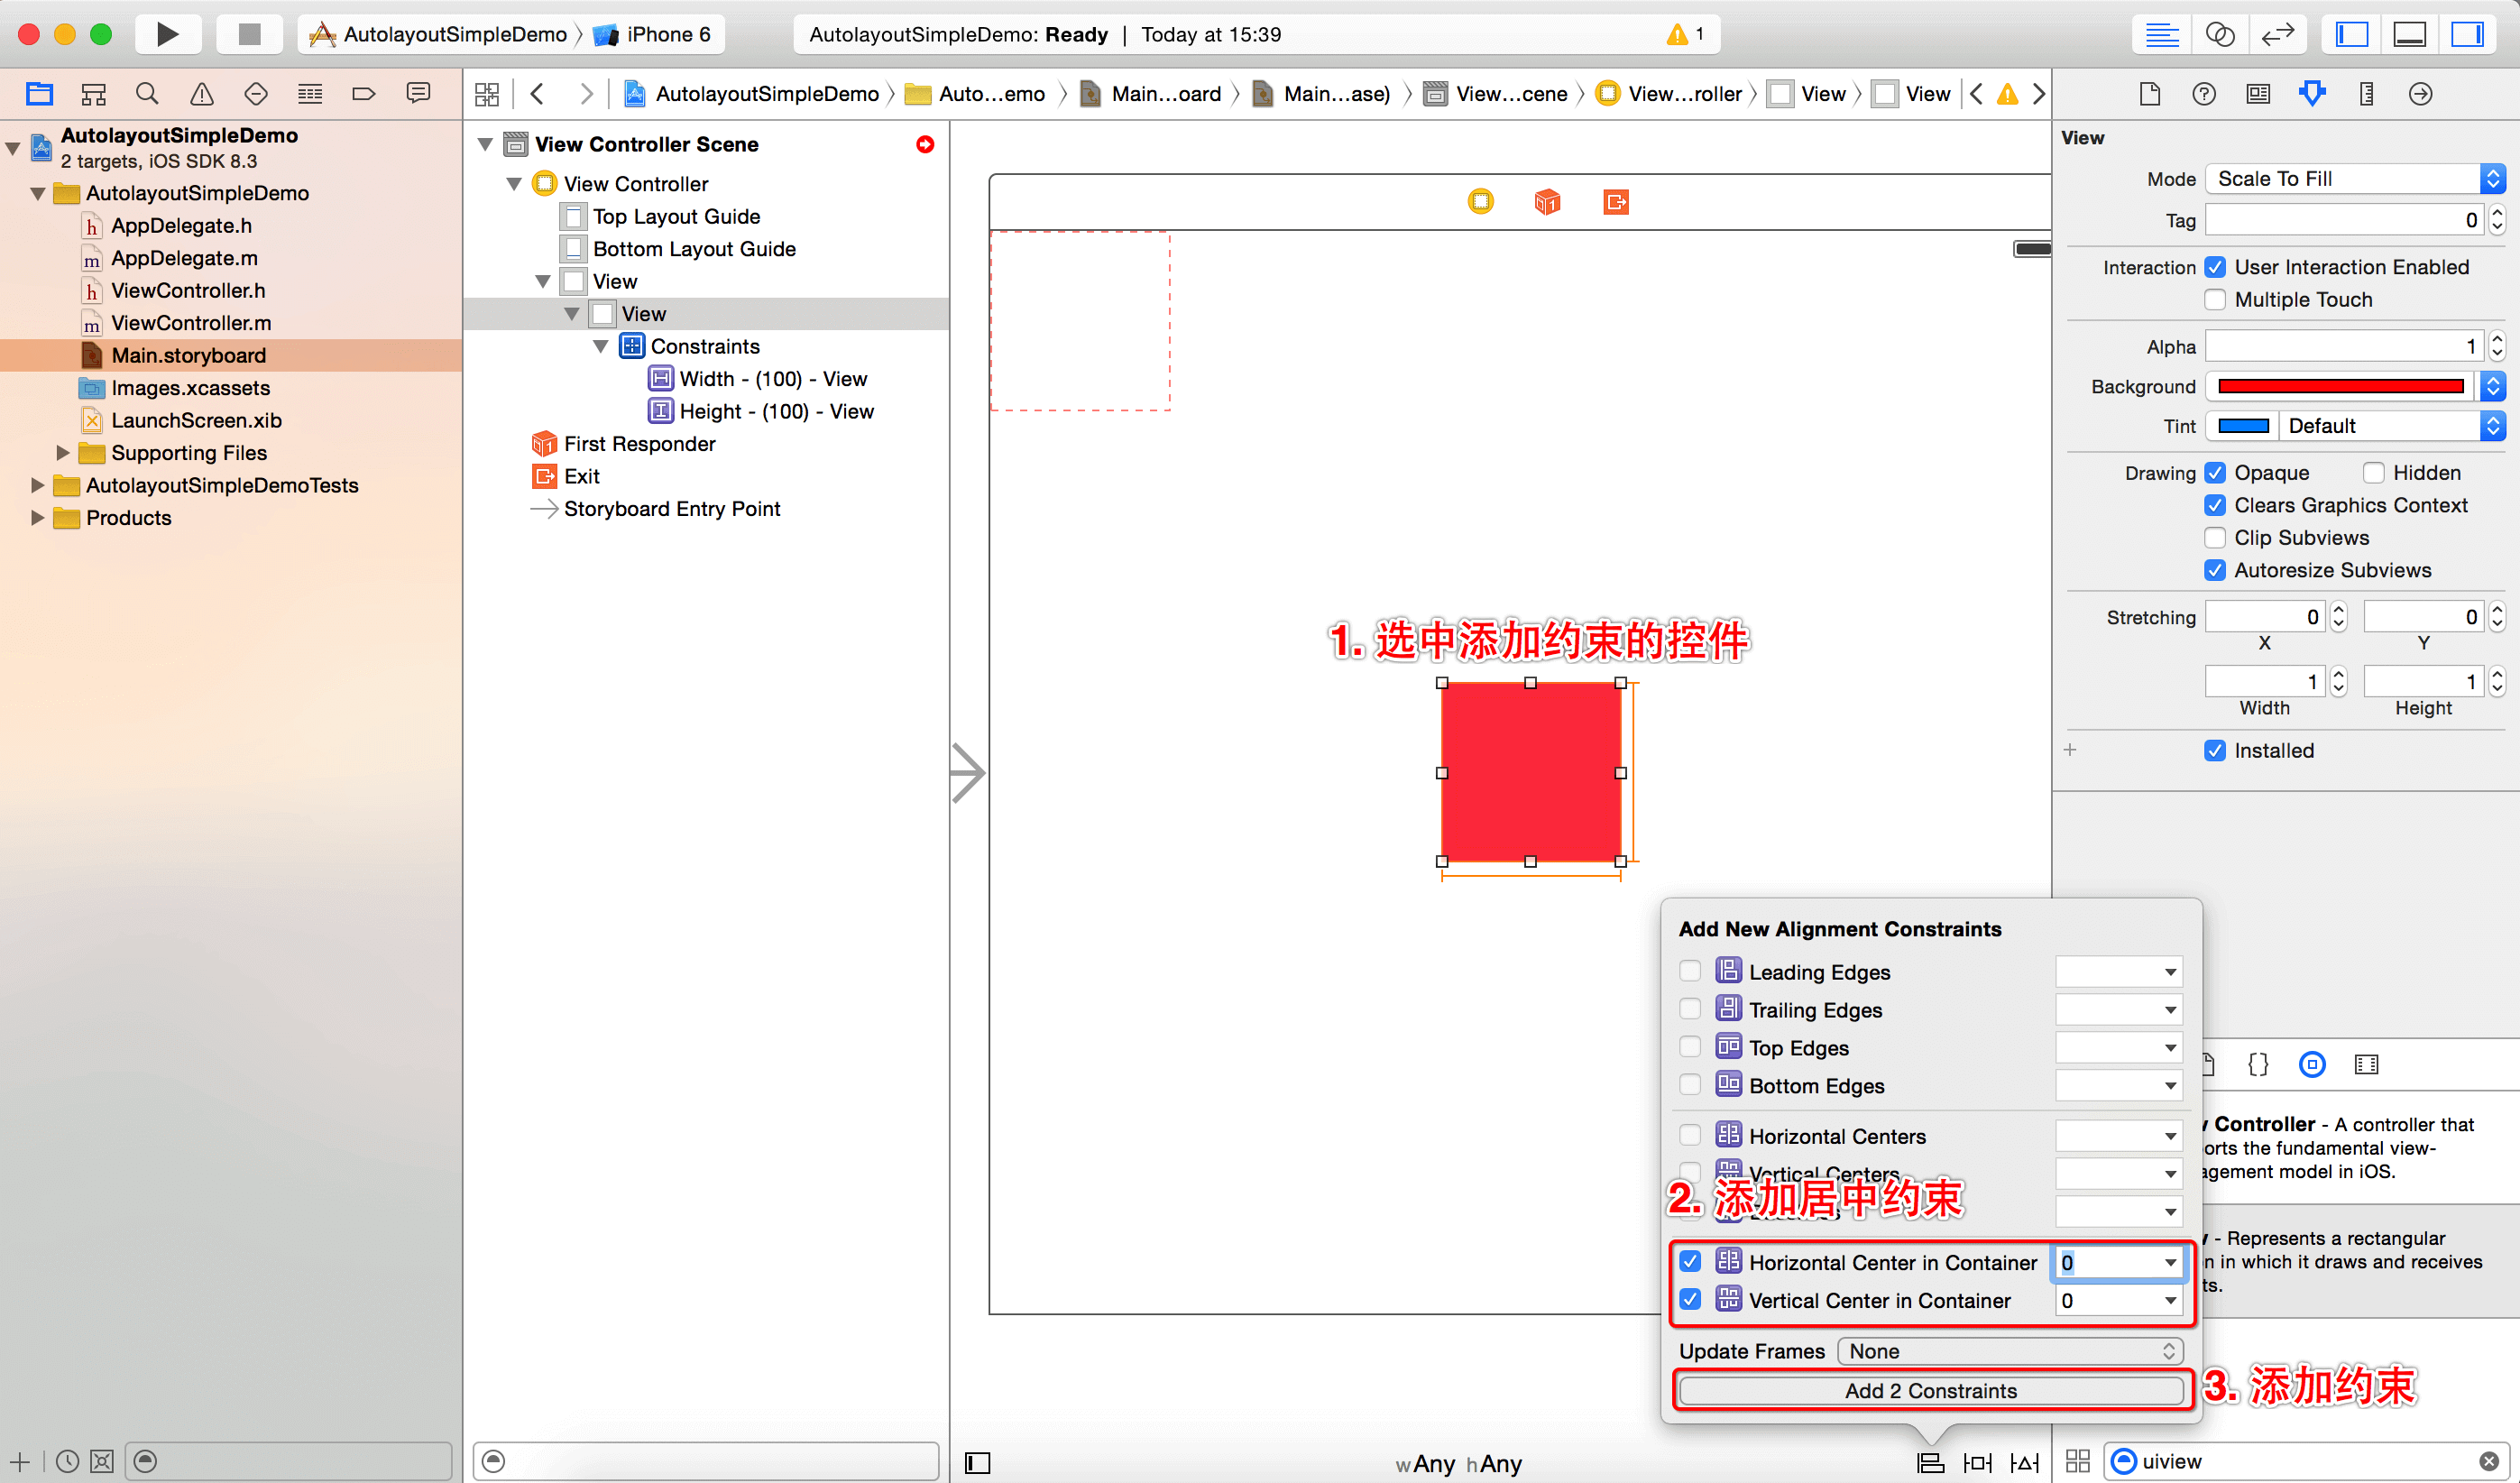 AutolayoutSimpleDemo
iPhone 6
AutolayoutSimpleDemo: Ready | Today at 15:39
1
AutolayoutSimpleDemo
Auto...emo
Main...oard
Main...ase)
View...cene
View...roller
View
View
AutolayoutSimpleDemo
2 targets, iOS SDK 8.3
AutolayoutSimpleDemo
AppDelegate.h
AppDelegate.m
ViewController.h
ViewController.m
Main.storyboard
Images.xcassets
LaunchScreen.xib
Supporting Files
AutolayoutSimpleDemoTests
Products
View Controller Scene
View Controller
Top Layout Guide
Bottom Layout Guide
View
View
Constraints
Width - (100) - View
Height - (100) - View
First Responder
Exit
Storyboard Entry Point
1. 选中添加约束的控件
Add New Alignment Constraints
Leading Edges
Trailing Edges
Top Edges
Bottom Edges
Horizontal Centers
Vertical Centers
2. 添加居中约束
Horizontal Center in Container 0
Vertical Center in Container 0
Update Frames None
Add 2 Constraints
3. 添加约束
wAny hAny
View
Mode Scale To Fill
Tag 0
Interaction User Interaction Enabled
Multiple Touch
Alpha 1
Background
Tint Default
Drawing Opaque Hidden
Clears Graphics Context
Clip Subviews
Autoresize Subviews
Stretching 0 0
X Y
1 1
Width Height
Installed
Controller - A controller that
orts the fundamental view-
agement model in iOS.
- Represents a rectangular
n in which it draws and receives
ts.
uiview